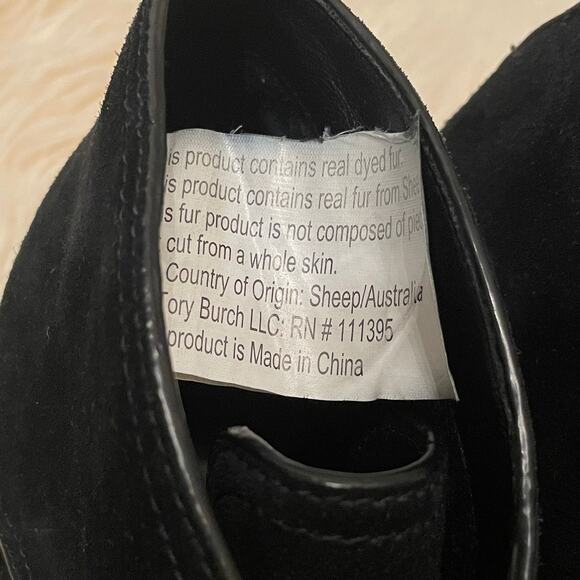 is product contains real dyed fur.
is product contains real fur from Shee
s fur product is not composed of piec
cut from a whole skin.
Country of Origin: Sheep/Australia
Tory Burch LLC: RN # 111395
product is Made in China